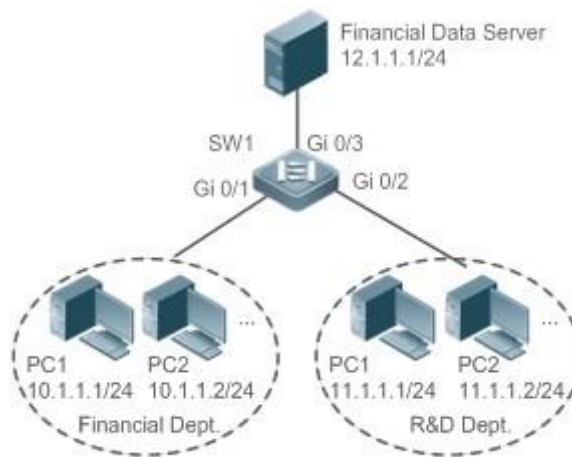 Financial Data Server
12.1.1.1/24
SW1
Gi 0/3
Gi 0/1
Gi 0/2
...
...
PC1
10.1.1.1/24
PC2
10.1.1.2/24
PC1
11.1.1.1/24
PC2
11.1.1.2/24
Financial Dept.
R&D Dept.